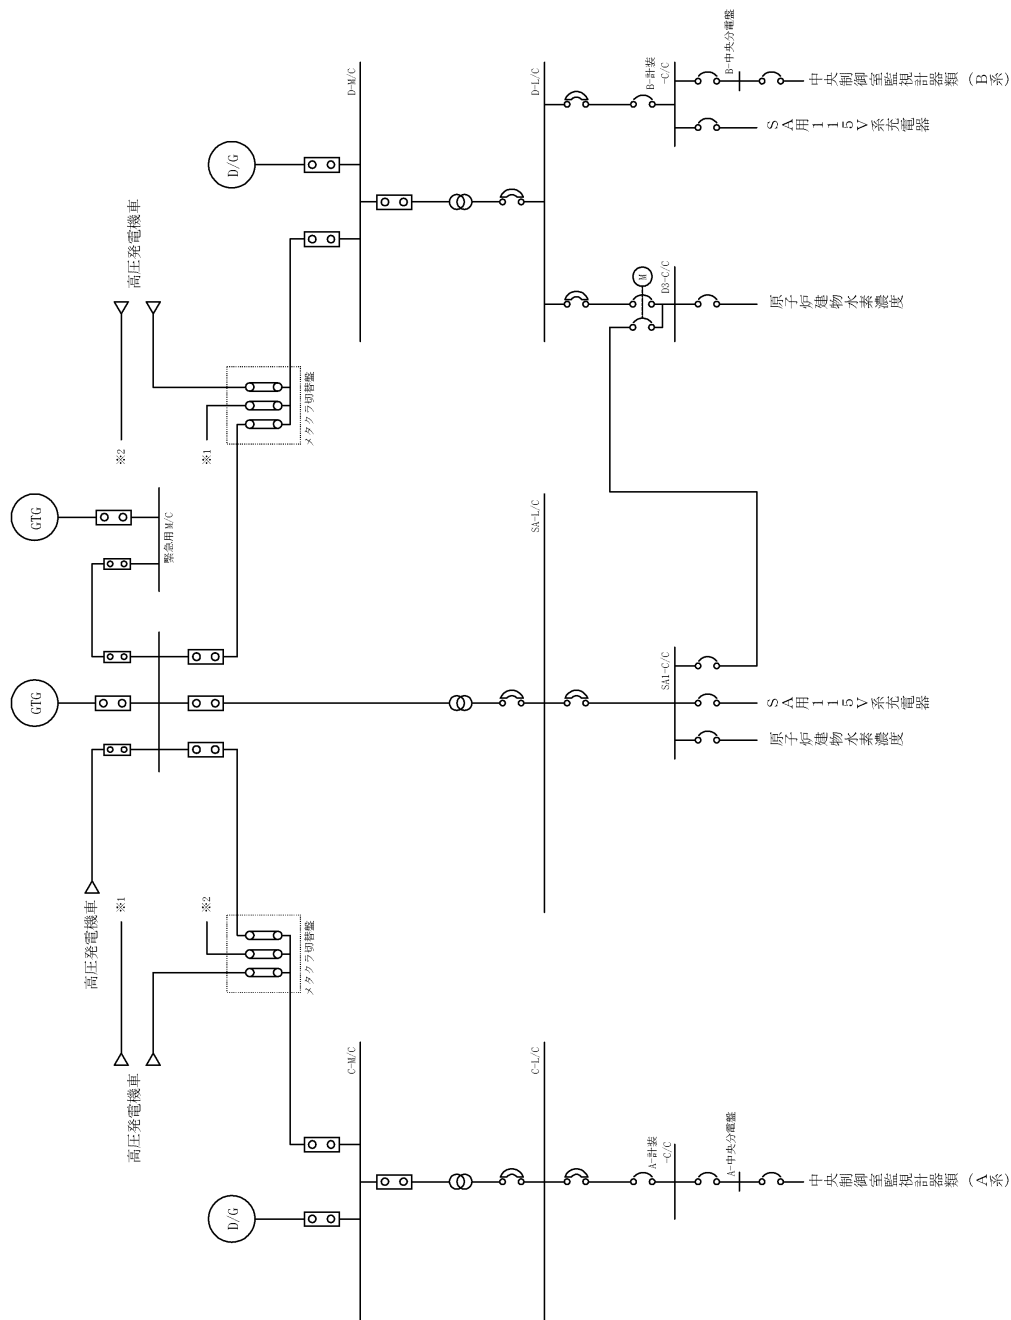 D/G
C-M/C
C-L/C
A-計装
-C/C
A-中央分電盤
中央制御室監視計器類（A系）
高圧発電機車
高圧発電機車
※1
※2
メタクラ切替盤
GTG
GTG
緊急用M/C
SA-L/C
SA1-C/C
原子炉建物水素濃度
SA用115V系充電器
※2
※1
高圧発電機車
メタクラ切替盤
D/G
D-M/C
D-L/C
M
D3-C/C
原子炉建物水素濃度
B-計装
-C/C
B-中央分電盤
SA用115V系充電器
中央制御室監視計器類（B系）